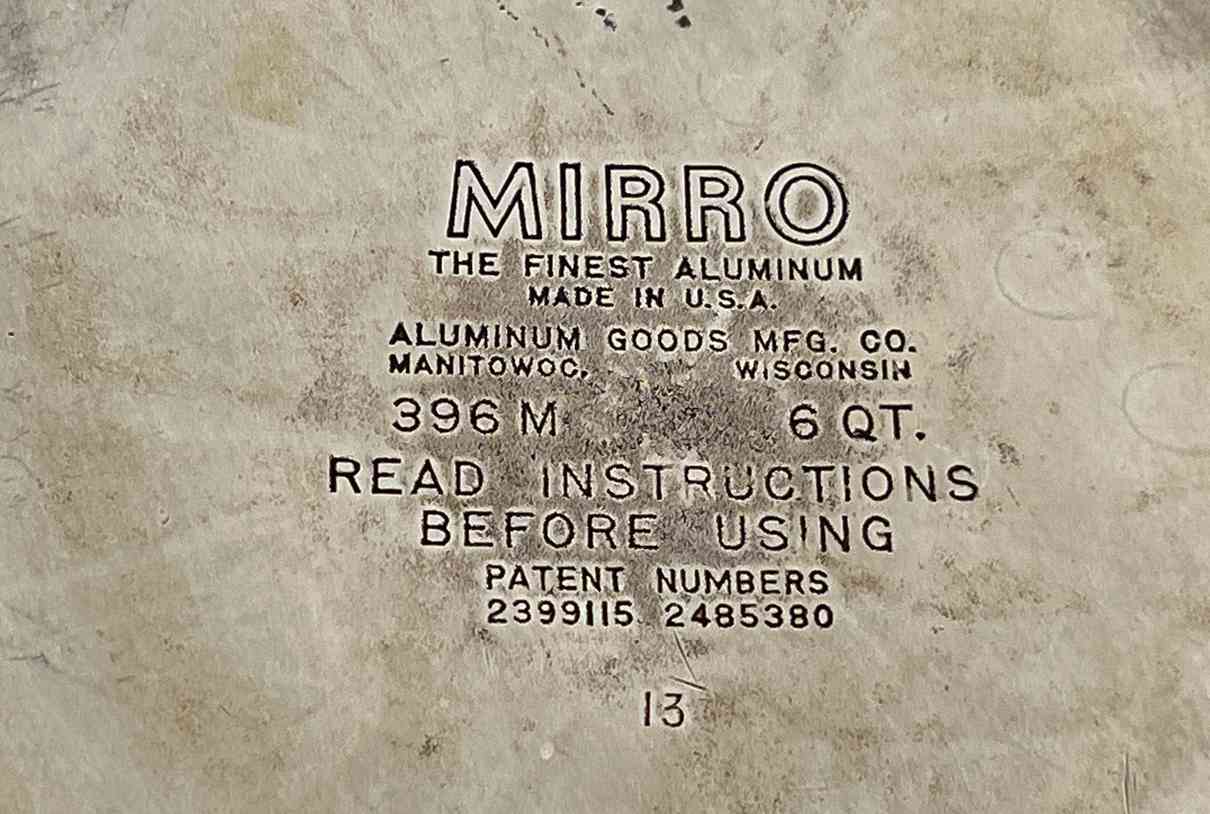 MIRRO
THE FINEST ALUMINUM
MADE IN U.S.A.
ALUMINUM GOODS MFG. CO.
MANITOWOC, WISCONSIN
396 M 6 QT.
READ INSTRUCTIONS
BEFORE USING
PATENT NUMBERS
2399115 2485380
13